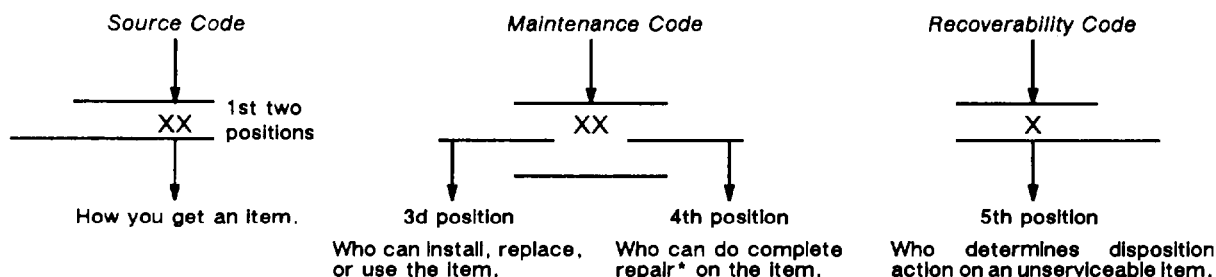 Source Code
Maintenance Code
Recoverability Code
XX
1st two
positions
XX
X
How you get an item.
3d position
4th position
5th position
Who can install, replace,
or use the item.
Who can do complete
repair* on the item.
Who determines disposition
action on an unserviceable item.